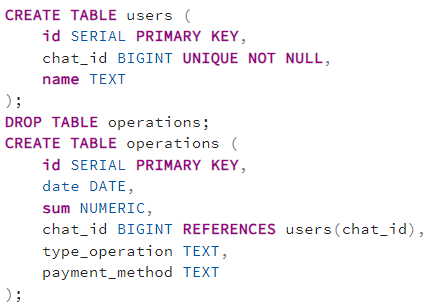 CREATE TABLE users (
    id SERIAL PRIMARY KEY,
    chat_id BIGINT UNIQUE NOT NULL,
    name TEXT
);
DROP TABLE operations;
CREATE TABLE operations (
    id SERIAL PRIMARY KEY,
    date DATE,
    sum NUMERIC,
    chat_id BIGINT REFERENCES users(chat_id),
    type_operation TEXT,
    payment_method TEXT
);